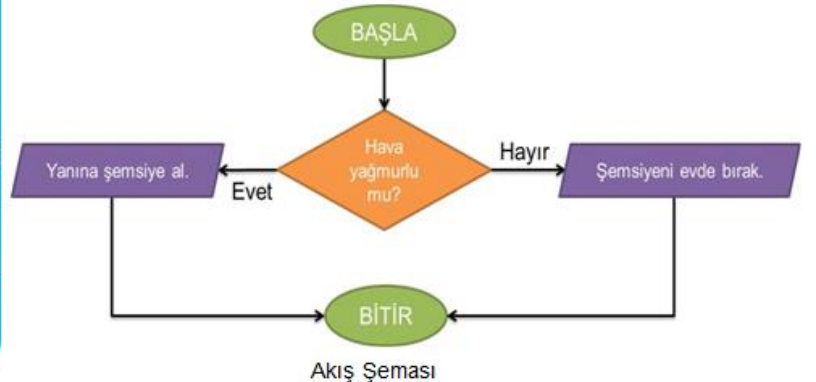 BAŞLA
Hava
yağmurlu
mu?
Hayır
Evet
Yanına şemsiye al.
Şemsiyeni evde bırak.
BİTİR
Akış Şeması